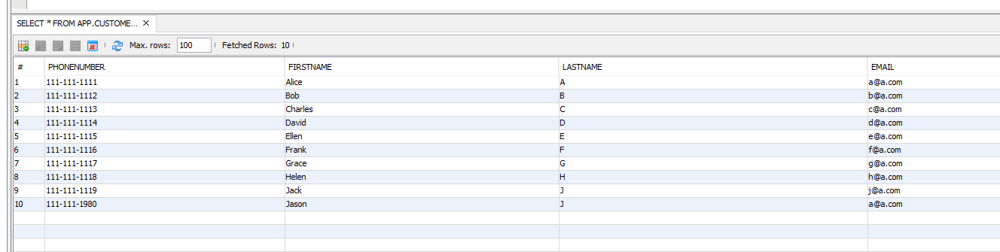 SELECT * FROM APP.CUSTOME... ×
Max. rows: 100 Fetched Rows: 10
# PHONENUMBER FIRSTNAME LASTNAME EMAIL
1 111-111-1111 Alice A a@a.com
2 111-111-1112 Bob B b@a.com
3 111-111-1113 Charles C c@a.com
4 111-111-1114 David D d@a.com
5 111-111-1115 Ellen E e@a.com
6 111-111-1116 Frank F f@a.com
7 111-111-1117 Grace G g@a.com
8 111-111-1118 Helen H h@a.com
9 111-111-1119 Jack J j@a.com
10 111-111-1980 Jason J a@a.com